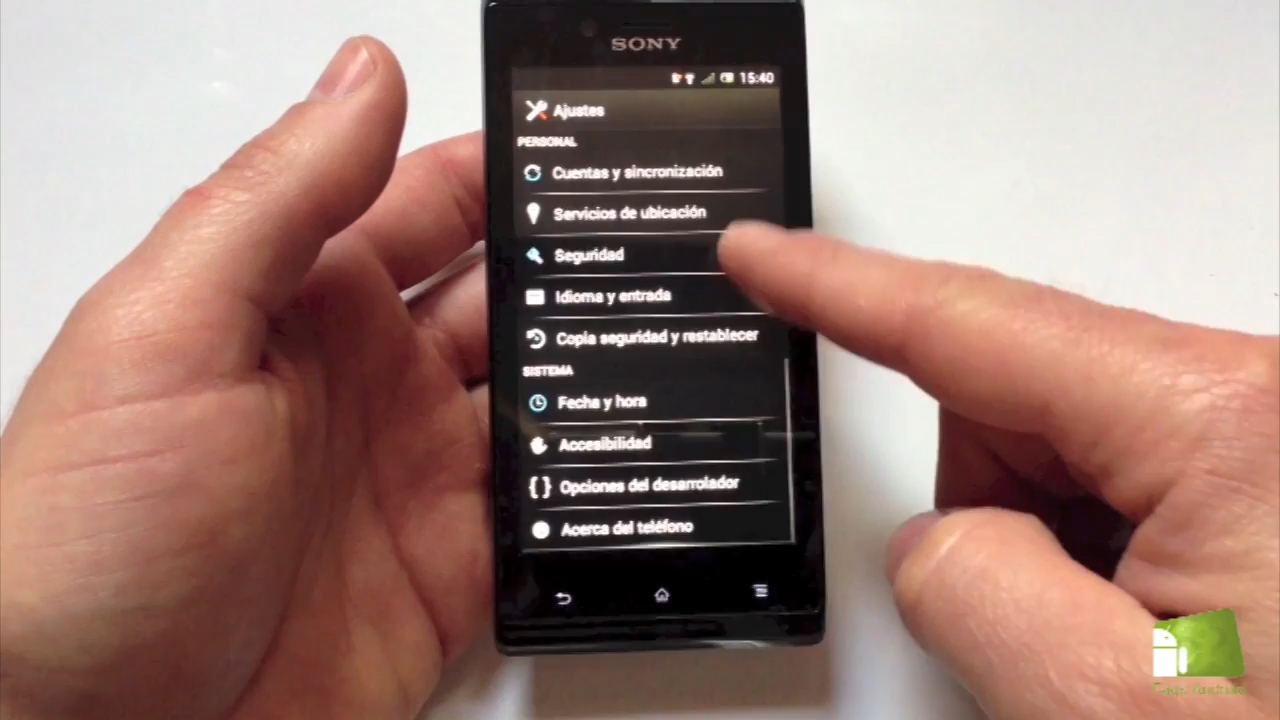 SONY
15:40
Ajustes
PERSONAL
Cuentas y sincronización
Servicios de ubicación
Seguridad
Idioma y entrada
Copia seguridad y restablecer
SISTEMA
Fecha y hora
Accesibilidad
Opciones del desarrolador
Acerca del teléfono